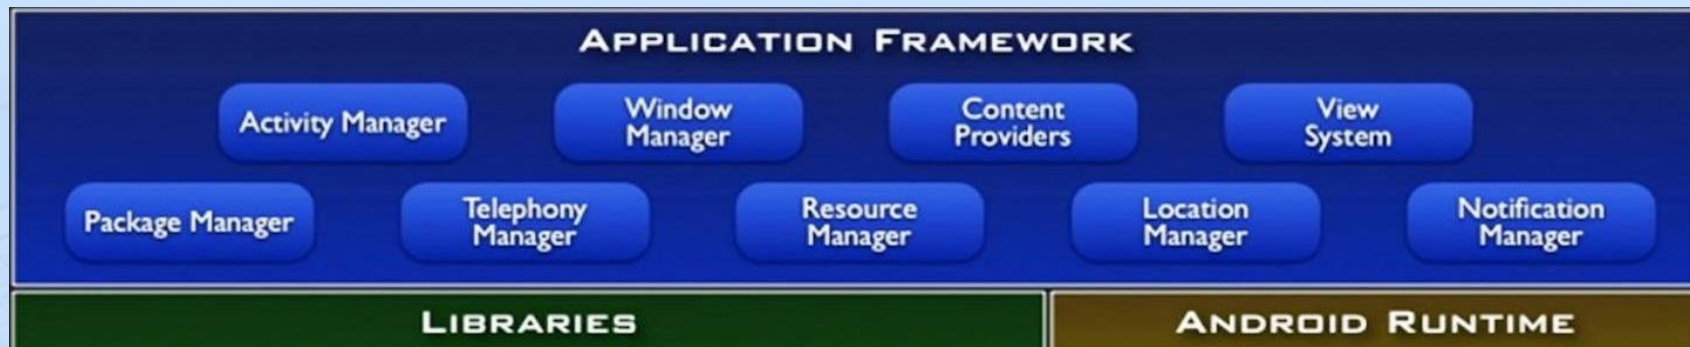 APPLICATION FRAMEWORK
Activity Manager
Window
Manager
Content
Providers
View
System
Package Manager
Telephony
Manager
Resource
Manager
Location
Manager
Notification
Manager
LIBRARIES
ANDROID RUNTIME